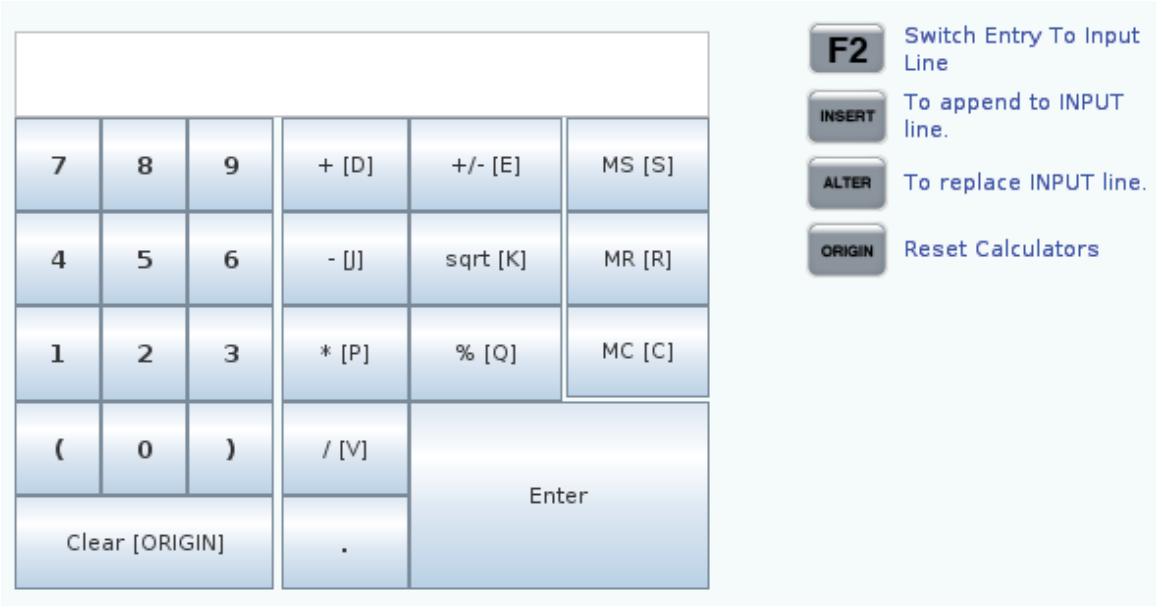 7 8 9 + [D] +/- [E] MS [S]
4 5 6 - [J] sqrt [K] MR [R]
1 2 3 * [P] % [Q] MC [C]
( 0 ) / [V]
Enter
Clear [ORIGIN] .
F2 Switch Entry To Input
Line
INSERT To append to INPUT
line.
ALTER To replace INPUT line.
ORIGIN Reset Calculators